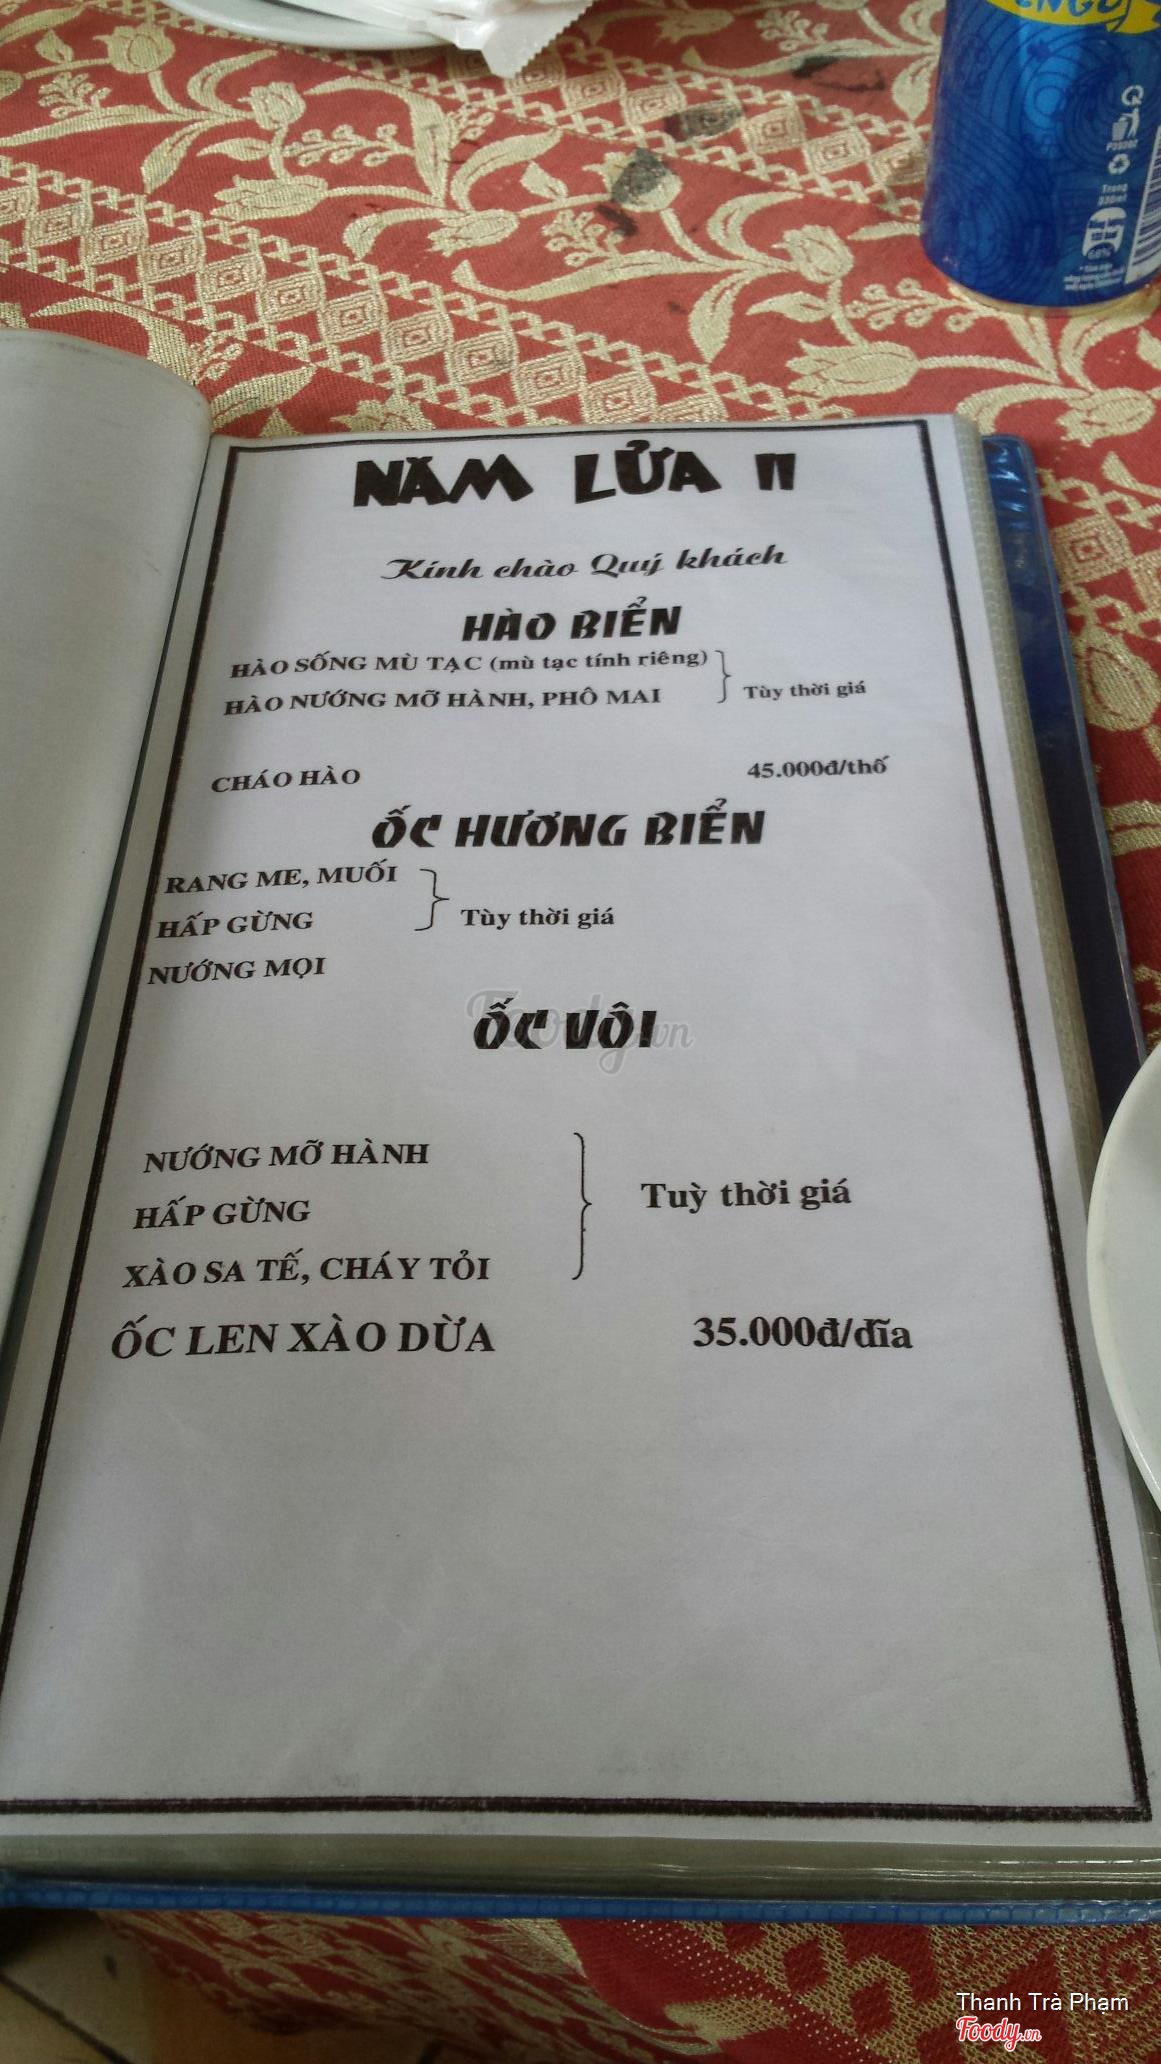 NĂM LỬA II
Kính chào Quý khách
HÀO BIỂN
HÀO SỐNG MÙ TẠC (mù tạc tính riêng)
HÀO NƯỚNG MỠ HÀNH, PHÔ MAI
Tùy thời giá
CHÁO HÀO 45.000đ/thố
ỐC HƯƠNG BIỂN
RANG ME, MUỐI
HẤP GỪNG
Tùy thời giá
NƯỚNG MỌI
ỐC VÔI
NƯỚNG MỠ HÀNH
HẤP GỪNG
Tuỳ thời giá
XÀO SA TẾ, CHÁY TỎI
ỐC LEN XÀO DỪA 35.000đ/đĩa
Foody.vn
Thanh Trà Phạm
Foody.vn
330ml